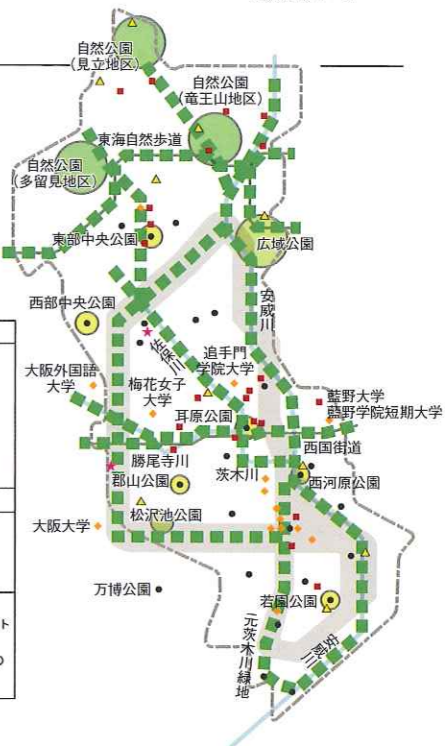 自然公園
（見立地区）
自然公園
（竜王山地区）
東海自然歩道
自然公園
（多留見地区）
東部中央公園
広域公園
西部中央公園
安威川
佐保川
追手門
学院大学
大阪外国語
大学
梅花女子
大学
耳原公園
藍野大学
藍野学院短期大学
西国街道
勝尾寺川
茨木川
西河原公園
郡山公園
松沢池公園
大阪大学
万博公園
若園公園
元茨木川緑地
安威川
ト